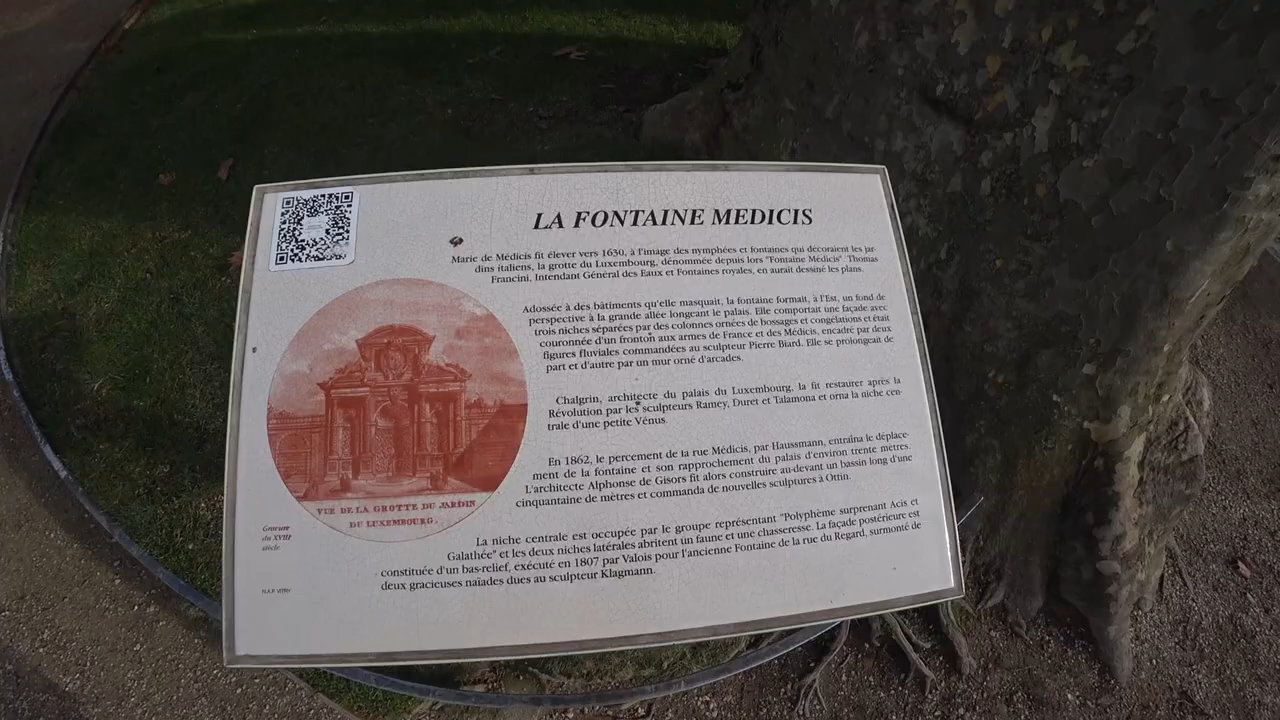 LA FONTAINE MEDICIS
Marie de Médicis fit élever vers 1630, à l'image des nymphées et fontaines qui décoraient les jar-
dins italiens, la grotte du Luxembourg, dénommée depuis lors "Fontaine Médicis". Thomas
Francini, Intendant Général des Eaux et Fontaines royales, en aurait dessiné les plans.
Adossée à des bâtiments qu'elle masquait, la fontaine formait, à l'Est, un fond de
perspective à la grande allée longeant le palais. Elle comportait une façade avec
trois niches séparées par des colonnes ornées de bossages et congélations et était
couronnée d'un fronton aux armes de France et des Médicis, encadré par deux
figures fluviales commandées au sculpteur Pierre Biard. Elle se prolongeait de
part et d'autre par un mur orné d'arcades.
Chalgrin, architecte du palais du Luxembourg, la fit restaurer après la
Révolution par les sculpteurs Ramey, Duret et Talamona et orna la niche cen-
trale d'une petite Vénus.
En 1862, le percement de la rue Médicis, par Haussmann, entraîna le déplace-
ment de la fontaine et son rapprochement du palais d'environ trente mètres.
L'architecte Alphonse de Gisors fit alors construire au-devant un bassin long d'une
cinquantaine de mètres et commanda de nouvelles sculptures à Ottin.
La niche centrale est occupée par le groupe représentant "Polyphème surprenant Acis et
Galathée" et les deux niches latérales abritent un faune et une chasseresse. La façade postérieure est
constituée d'un bas-relief, exécuté en 1807 par Valois pour l'ancienne Fontaine de la rue du Regard, surmonté de
deux gracieuses naïades dues au sculpteur Klagmann.
VUE DE LA GROTTE DU JARDIN
DU LUXEMBOURG.
Gravure
du XVIIIe
siècle